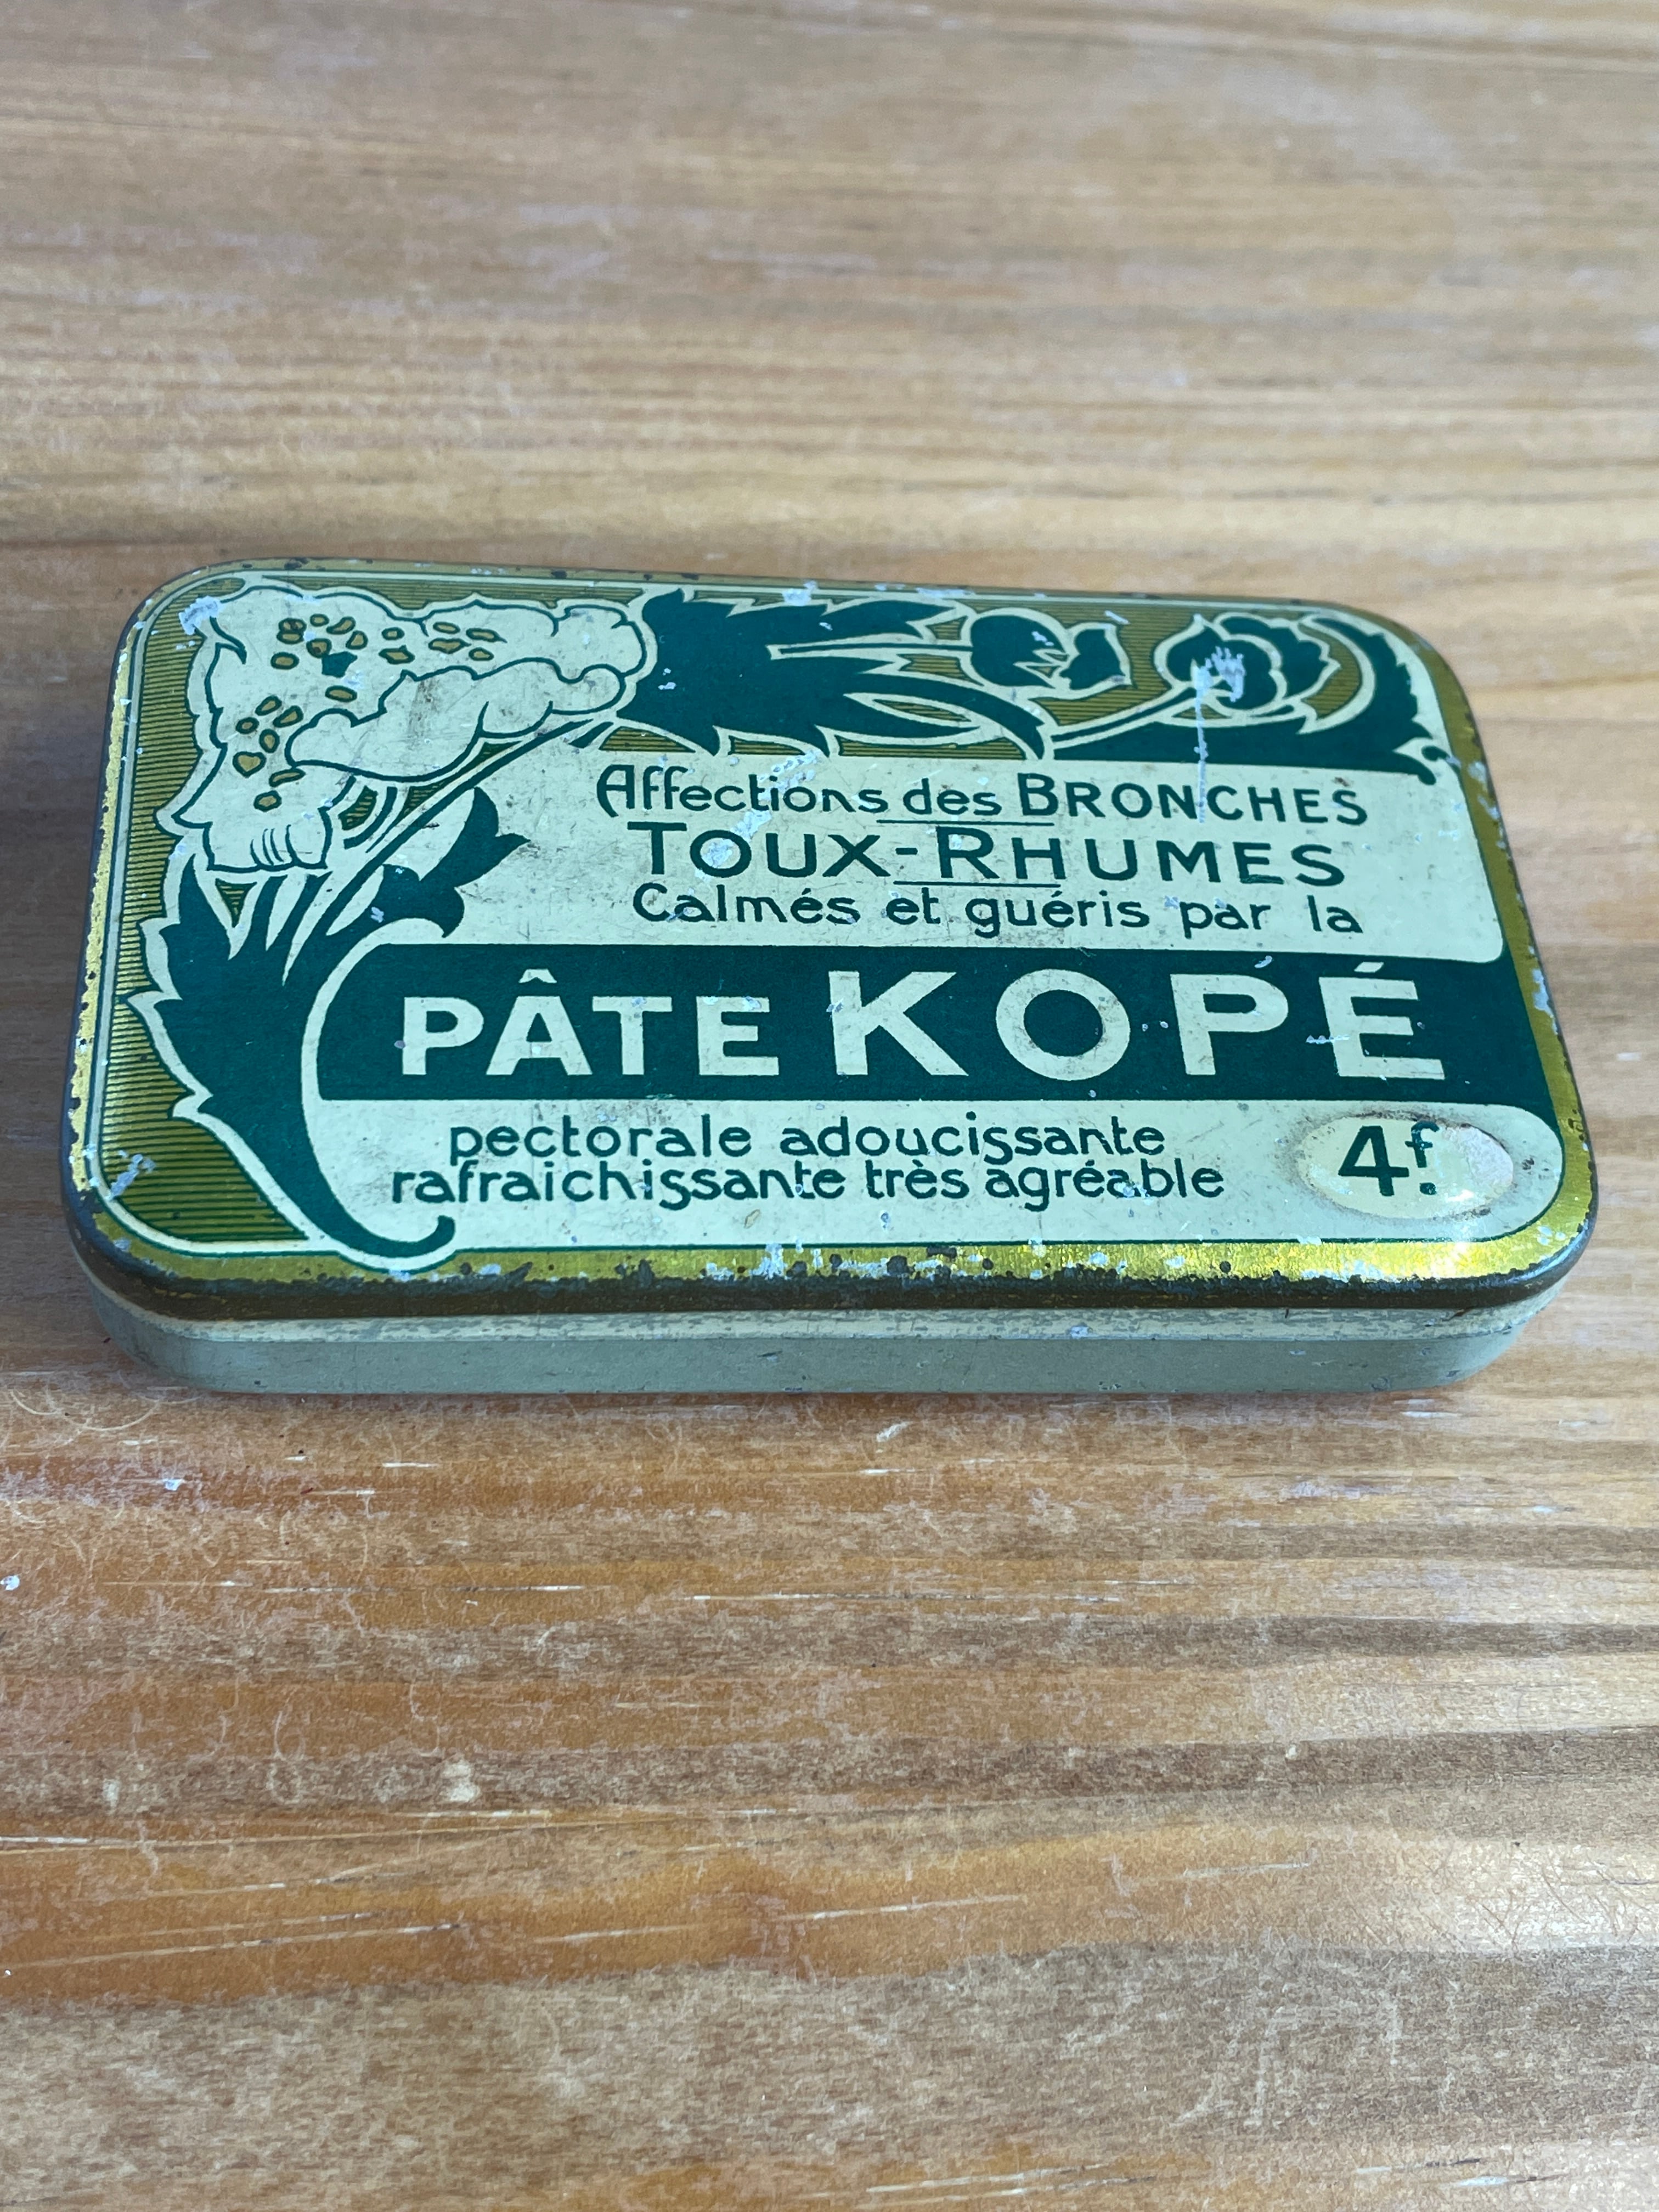 Affections des BRONCHES
TOUX-RHUMES
Calmés et guéris par la
PÂTE KOPÉ
pectorale adoucissante
rafraichissante très agréable
4f.